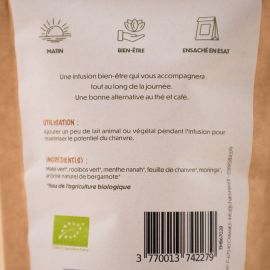 MATIN
BIEN-ÊTRE
ENSACHÉ EN ESAT
Une infusion bien-être qui vous accompagnera
tout au long de la journée.
Une bonne alternative au thé et café.
UTILISATION :
Ajouter un peu de lait animal ou végétal pendant l'infusion pour
maximiser le potentiel du chanvre.
INGRÉDIENT(S) :
Maté vert*, rooibos vert*, menthe nanah*, feuille de chanvre*, moringa*,
arôme naturel de bergamote*
*Issu de l'agriculture biologique
3 770013 742279